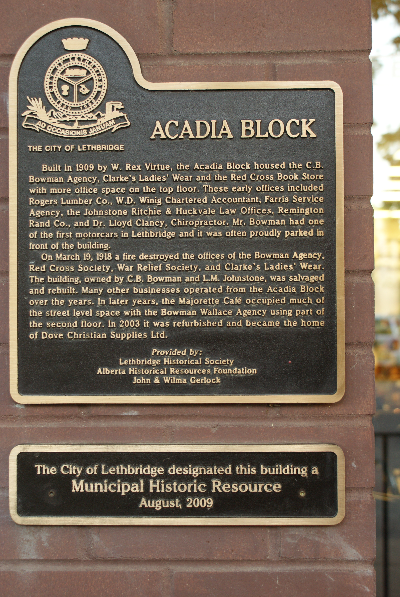 AD OCCASIONIS JANUAM
THE CITY OF LETHBRIDGE
ACADIA BLOCK
Built in 1909 by W. Rex Virtue, the Acadia Block housed the C.B.
Bowman Agency, Clarke's Ladies' Wear and the Red Cross Book Store
with more office space on the top floor. These early offices included
Rogers Lumber Co., W.D. Winig Chartered Accountant, Farris Service
Agency, the Johnstone Ritchie & Huckvale Law Offices, Remington
Rand Co., and Dr. Lloyd Clancy, Chiropractor. Mr. Bowman had one
of the first motorcars in Lethbridge and it was often proudly parked in
front of the building.
On March 19, 1918 a fire destroyed the offices of the Bowman Agency,
Red Cross Society, War Relief Society, and Clarke's Ladies' Wear.
The building, owned by C.B. Bowman and L.M. Johnstone, was salvaged
and rebuilt. Many other businesses operated from the Acadia Block
over the years. In later years, the Majorette Café occupied much of
the street level space with the Bowman Wallace Agency using part of
the second floor. In 2003 it was refurbished and became the home
of Dove Christian Supplies Ltd.
Provided by:
Lethbridge Historical Society
Alberta Historical Resources Foundation
John & Wilma Gerlock
The City of Lethbridge designated this building a
Municipal Historic Resource
August, 2009